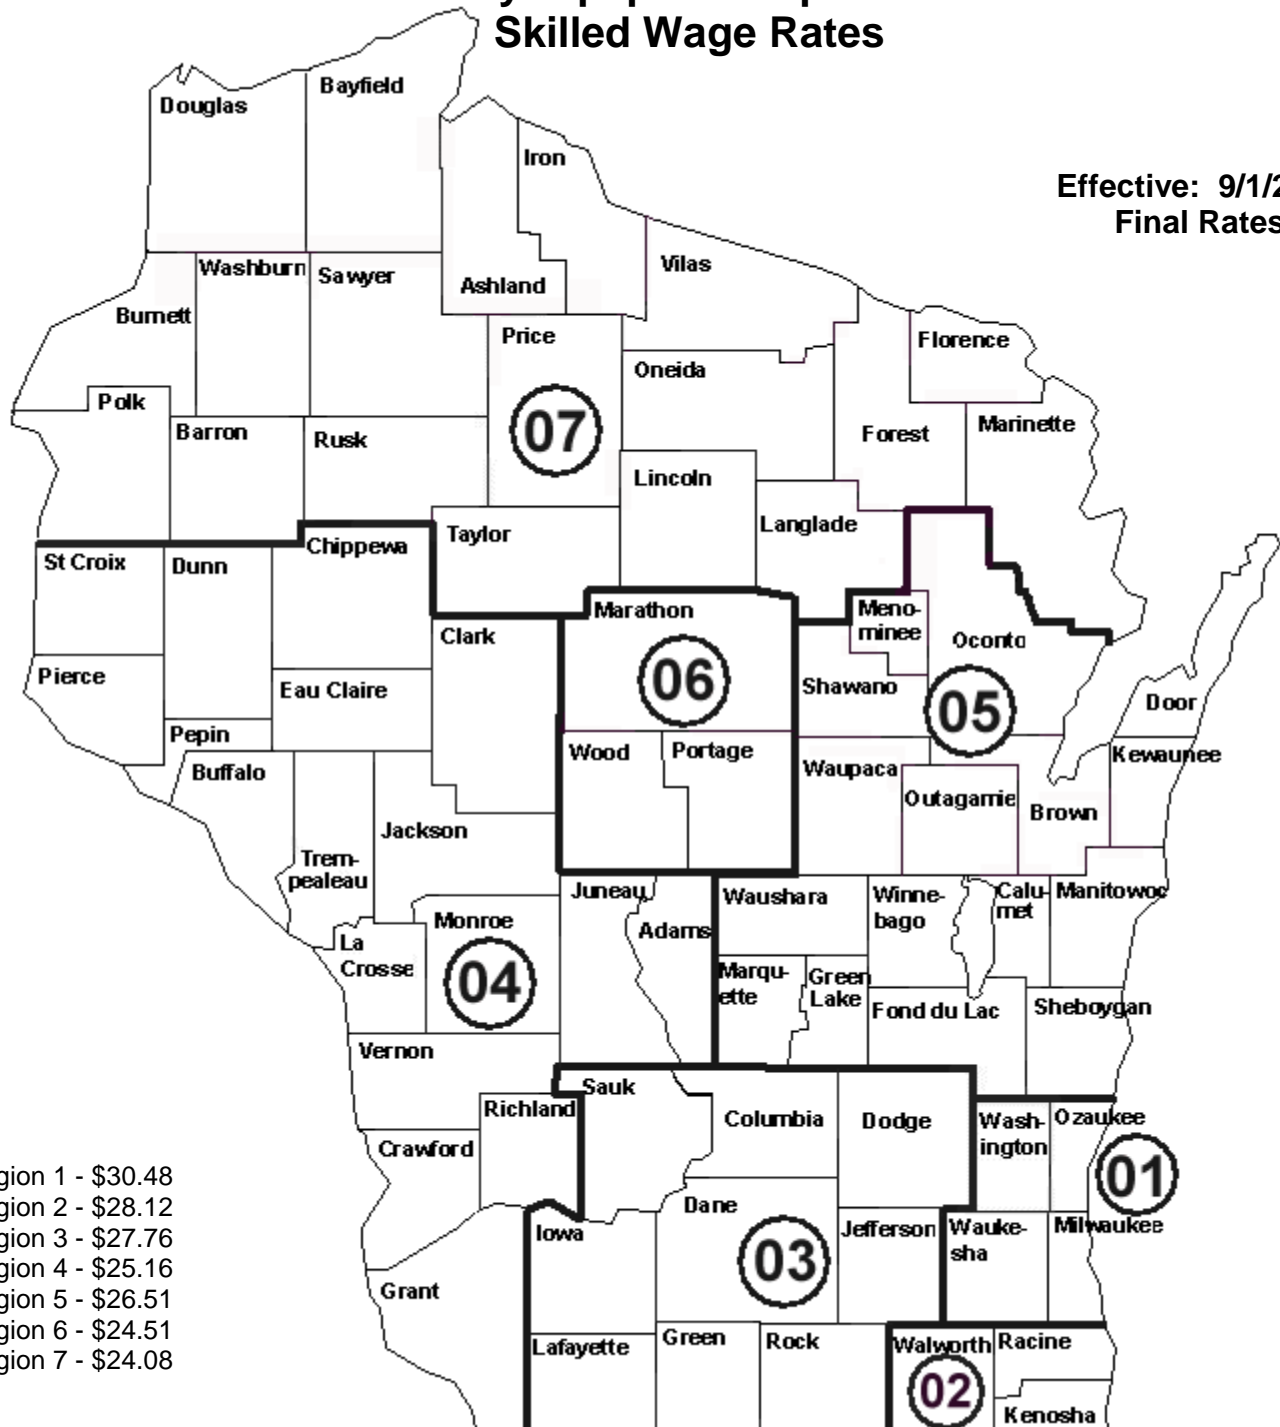 Skilled Wage Rates
Bayfield
Douglas
Iron
Effective: 9/1/2
Final Rates
Vilas
Washburn
Sawyer
Ashland
Burnett
Price
Florence
Oneida
Polk
Barron
Rusk
07
Forest
Marinette
Lincoln
Langlade
Taylor
Chippewa
St Croix
Dunn
Marathon
Meno-
minee
Clark
Oconto
06
Pierce
Eau Claire
Shawano
05
Door
Pepin
Wood
Portage
Waupaca
Kewaunee
Buffalo
Outagamie
Brown
Jackson
Trem-
pealeau
Juneau
Waushara
Winne-
bago
Calu-
met
Manitowoc
Monroe
Adams
La
Crosse
04
Marqu-
ette
Green
Lake
Fond du Lac
Sheboygan
Vernon
Sauk
Richland
Columbia
Dodge
Wash-
ington
Ozaukee
Crawford
01
gion 1 - $30.48
gion 2 - $28.12
gion 3 - $27.76
gion 4 - $25.16
gion 5 - $26.51
gion 6 - $24.51
gion 7 - $24.08
Dane
Iowa
Jefferson
Wauke-
sha
Milwaukee
03
Grant
Lafayette
Green
Rock
Walworth
Racine
02
Kenosha